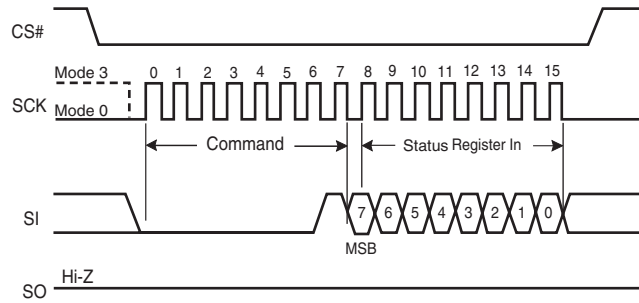 CS#
Mode 3
0 1 2 3 4 5 6 7 8 9 10 11 12 13 14 15
SCK
Mode 0
Command
Status Register In
SI
7 6 5 4 3 2 1 0
MSB
Hi-Z
SO